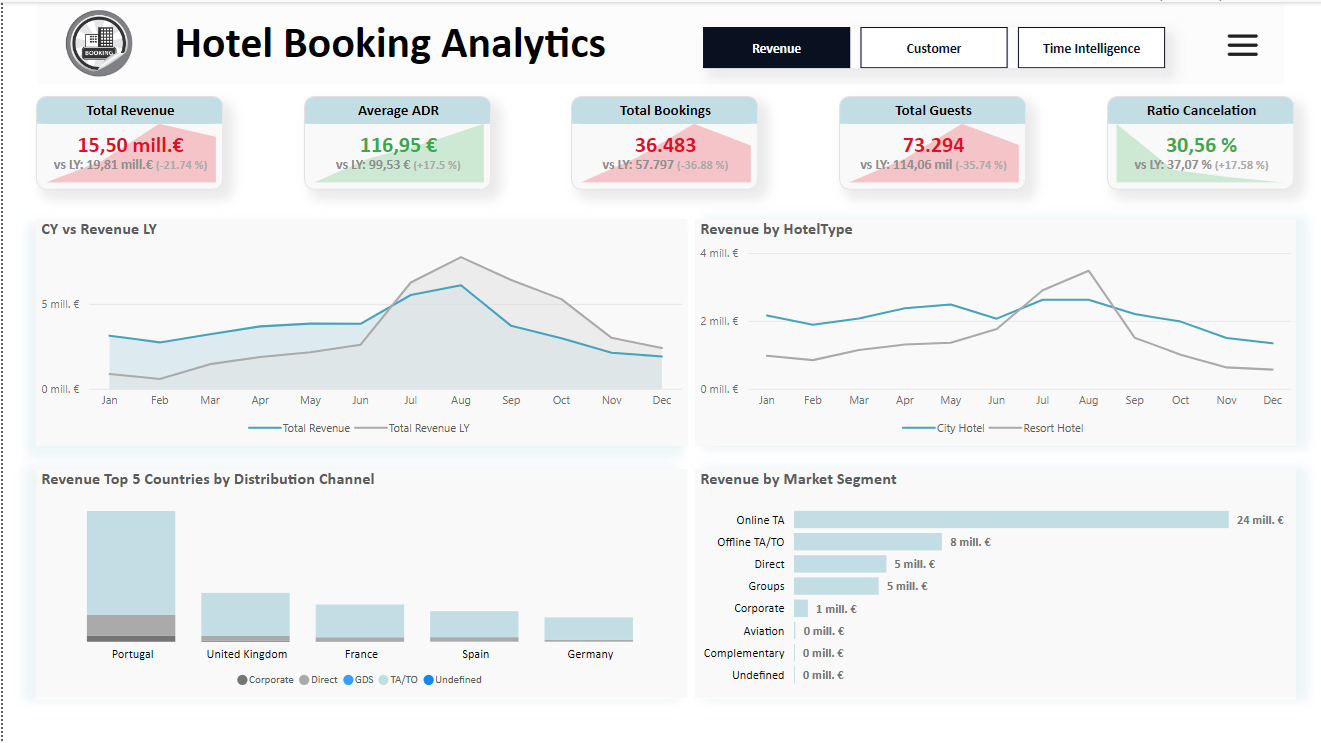 BOOKING
Hotel Booking Analytics
Revenue
Customer
Time Intelligence
Total Revenue
15,50 mill.€
vs LY: 19,81 mill.€ (-21.74 %)
Average ADR
116,95 €
vs LY: 99,53 € (+17.5 %)
Total Bookings
36.483
vs LY: 57.797 (-36.88 %)
Total Guests
73.294
vs LY: 114,06 mil (-35.74 %)
Ratio Cancelation
30,56 %
vs LY: 37,07 % (+17.58 %)
CY vs Revenue LY
5 mill. €
0 mill. €
Jan Feb Mar Apr May Jun Jul Aug Sep Oct Nov Dec
Total Revenue Total Revenue LY
Revenue by HotelType
4 mill. €
2 mill. €
0 mill. €
Jan Feb Mar Apr May Jun Jul Aug Sep Oct Nov Dec
City Hotel Resort Hotel
Revenue Top 5 Countries by Distribution Channel
Portugal United Kingdom France Spain Germany
Corporate Direct GDS TA/TO Undefined
Revenue by Market Segment
Online TA 24 mill. €
Offline TA/TO 8 mill. €
Direct 5 mill. €
Groups 5 mill. €
Corporate 1 mill. €
Aviation 0 mill. €
Complementary 0 mill. €
Undefined 0 mill. €